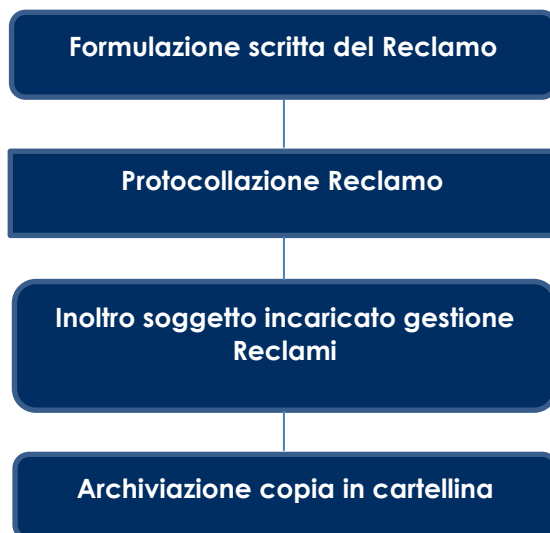 Formulazione scritta del Reclamo
Protocollazione Reclamo
Inoltro soggetto incaricato gestione
Reclami
Archiviazione copia in cartellina